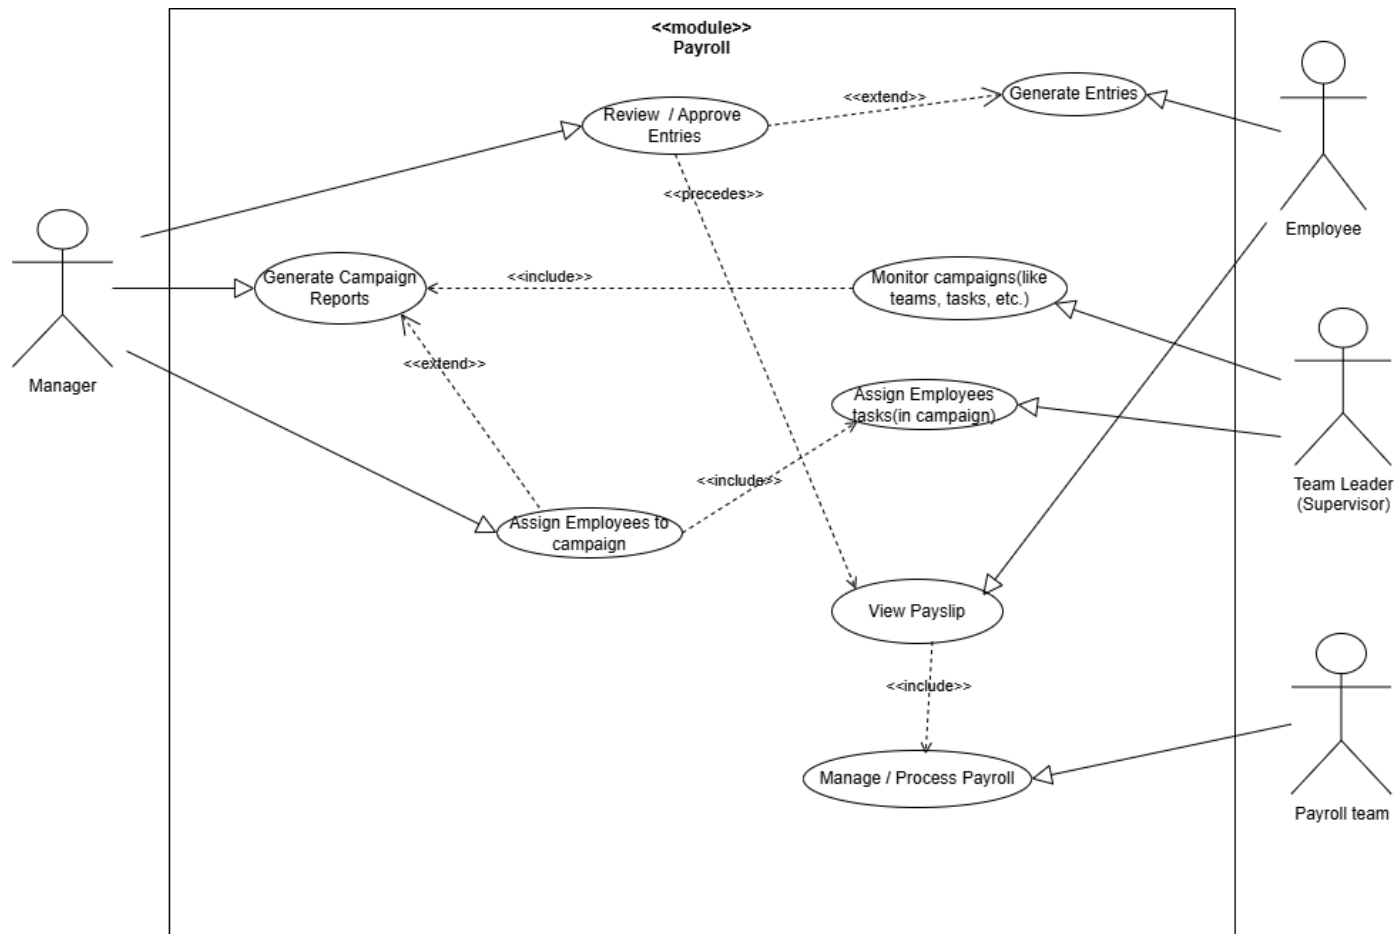 <<module>>
Payroll
Generate Entries
<<extend>>
Review / Approve
Entries
<<precedes>>
Employee
Generate Campaign
Reports
<<include>>
Monitor campaigns(like
teams, tasks, etc.)
Manager
<<extend>>
Assign Employees
tasks(in campaign)
<<include>>
Team Leader
(Supervisor)
Assign Employees to
campaign
View Payslip
<<include>>
Manage / Process Payroll
Payroll team